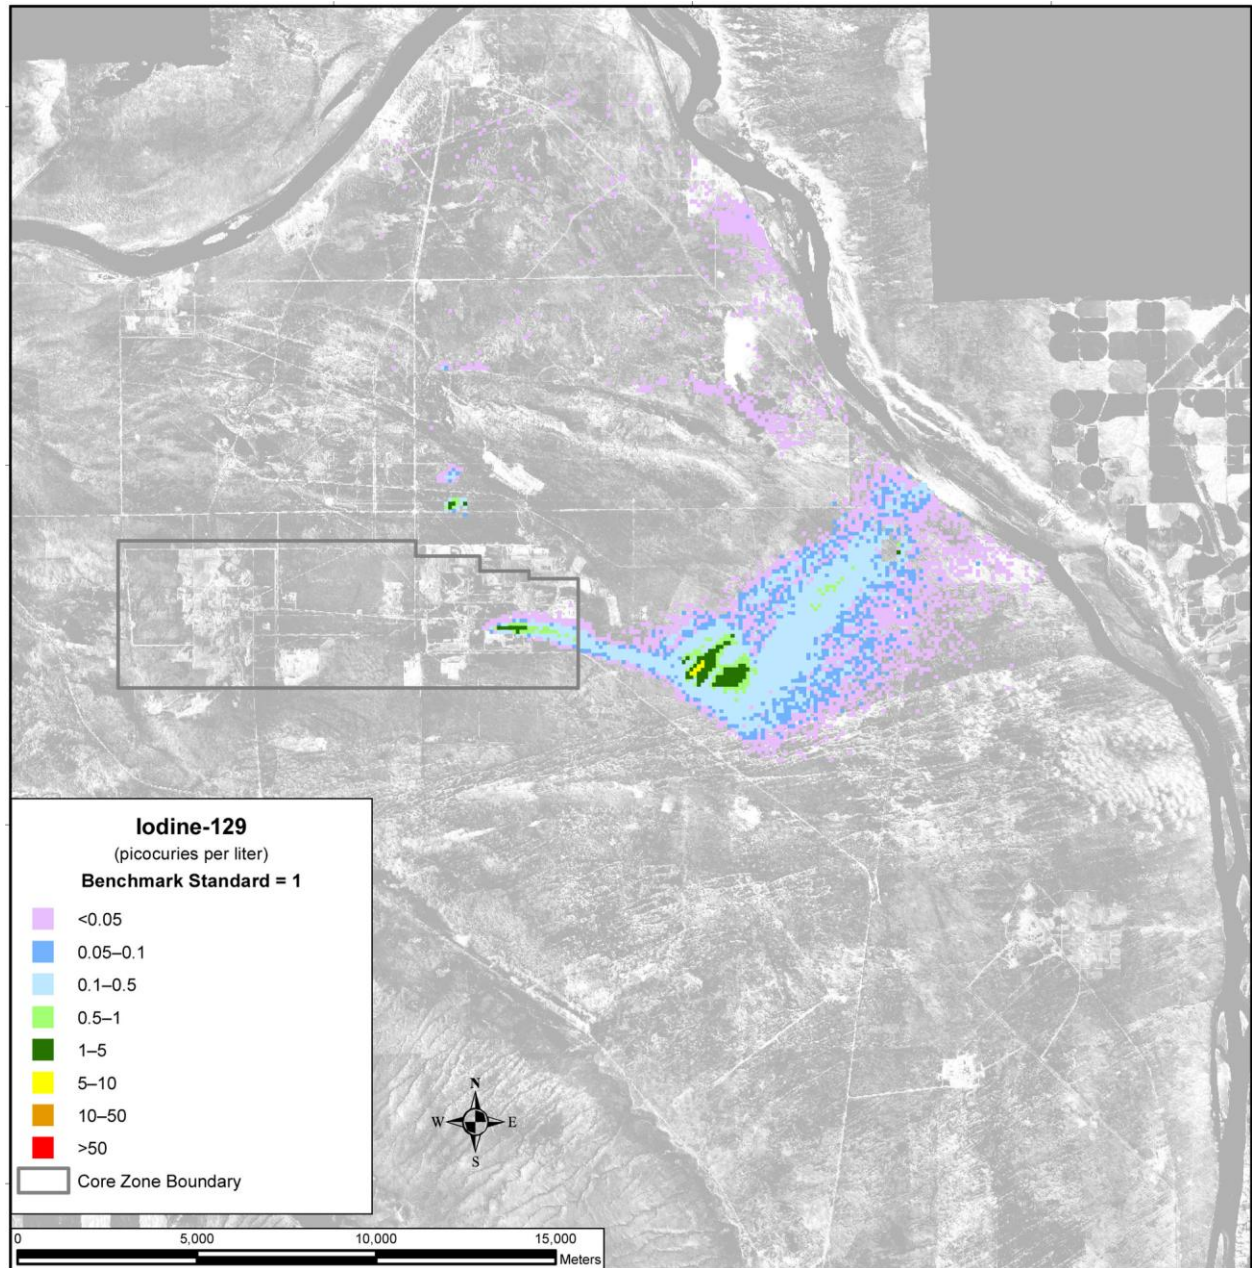 Iodine-129
(picocuries per liter)
Benchmark Standard = 1
<0.05
0.05–0.1
0.1–0.5
0.5–1
1–5
5–10
10–50
>50
Core Zone Boundary
N
W E
S
0 5,000 10,000 15,000
Meters